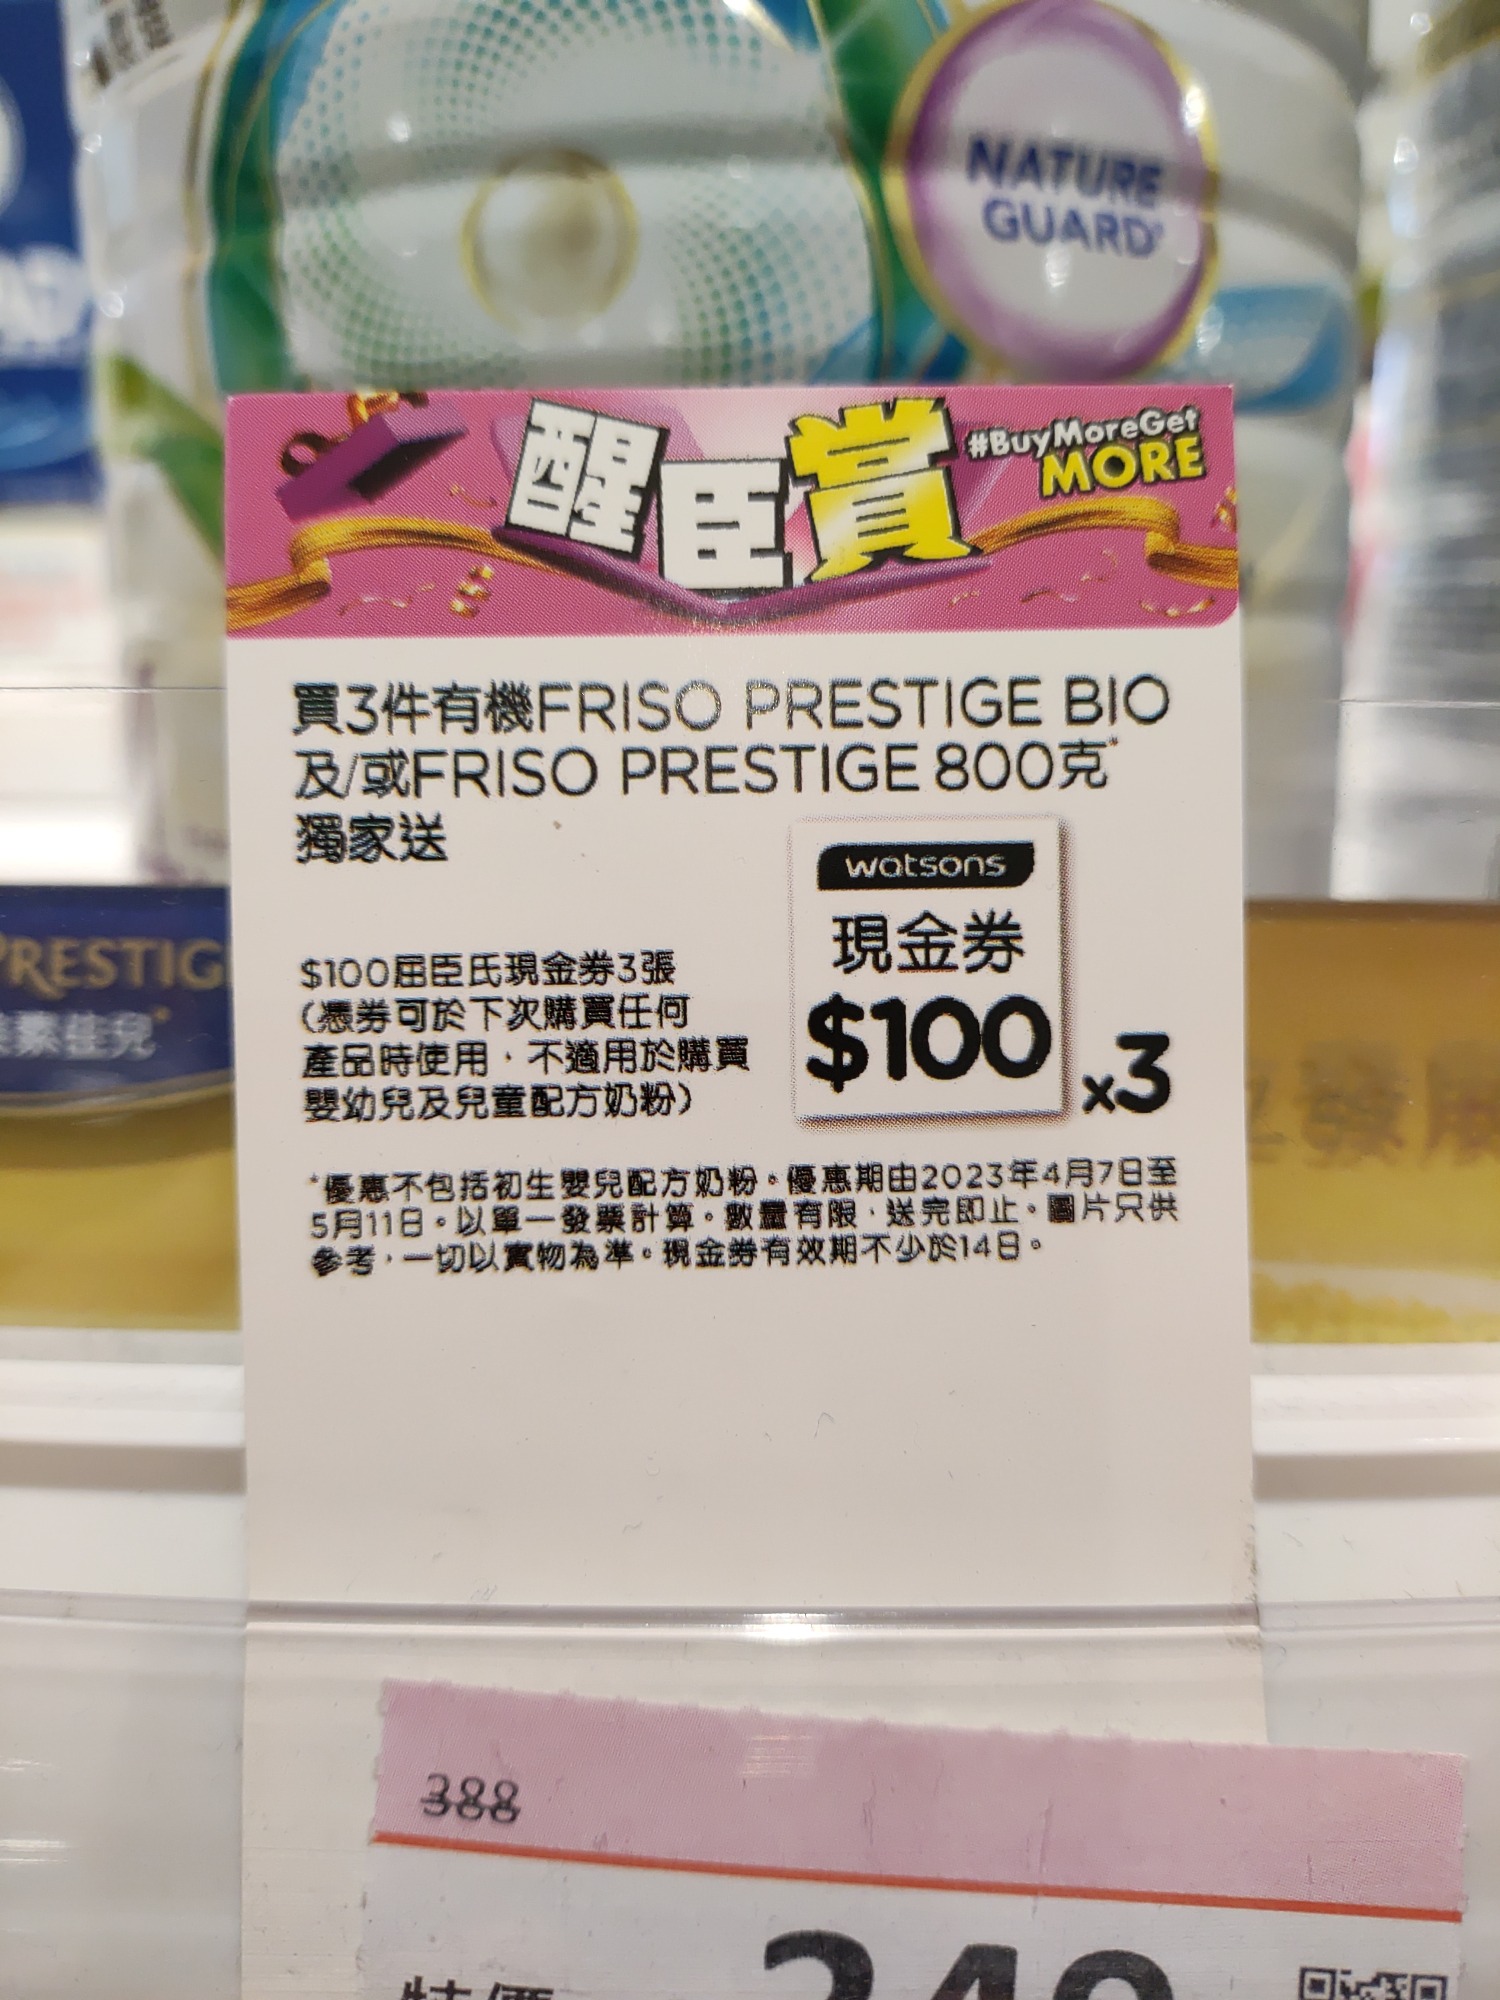 NATURE
GUARD
醒臣賞
#BuyMoreGet
MORE
買3件有機FRISO PRESTIGE BIO
及/或FRISO PRESTIGE 800克*
獨家送
watsons
現金券
$100
x3
$100屈臣氏現金券3張
(憑券可於下次購買任何
產品時使用，不適用於購買
嬰幼兒及兒童配方奶粉)
*優惠不包括初生嬰兒配方奶粉。優惠期由2023年4月7日至
5月11日。以單一發票計算。數量有限，送完即止。圖片只供
參考，一切以實物為準。現金券有效期不少於14日。
PRESTIG
素佳兒
388
特價